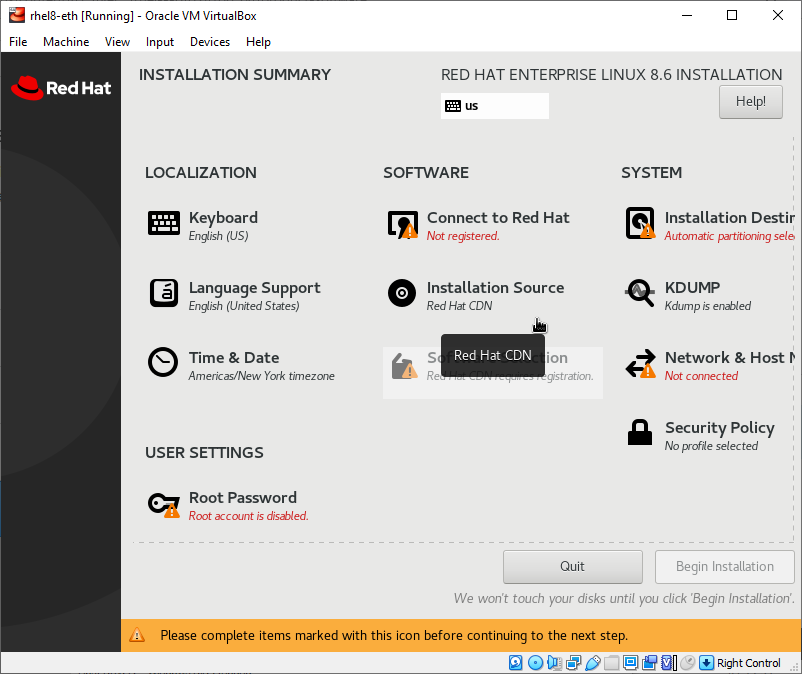 rhel8-eth [Running] - Oracle VM VirtualBox
File Machine View Input Devices Help
Red Hat
INSTALLATION SUMMARY
RED HAT ENTERPRISE LINUX 8.6 INSTALLATION
us
Help!
LOCALIZATION
Keyboard
English (US)
Language Support
English (United States)
Time & Date
Americas/New York timezone
SOFTWARE
Connect to Red Hat
Not registered.
Installation Source
Red Hat CDN
Red Hat CDN
Red Hat CDN requires registration.
SYSTEM
Installation Destin
Automatic partitioning sele
KDUMP
Kdump is enabled
Network & Host N
Not connected
Security Policy
No profile selected
USER SETTINGS
Root Password
Root account is disabled.
Quit
Begin Installation
We won't touch your disks until you click 'Begin Installation'.
Please complete items marked with this icon before continuing to the next step.
Right Control